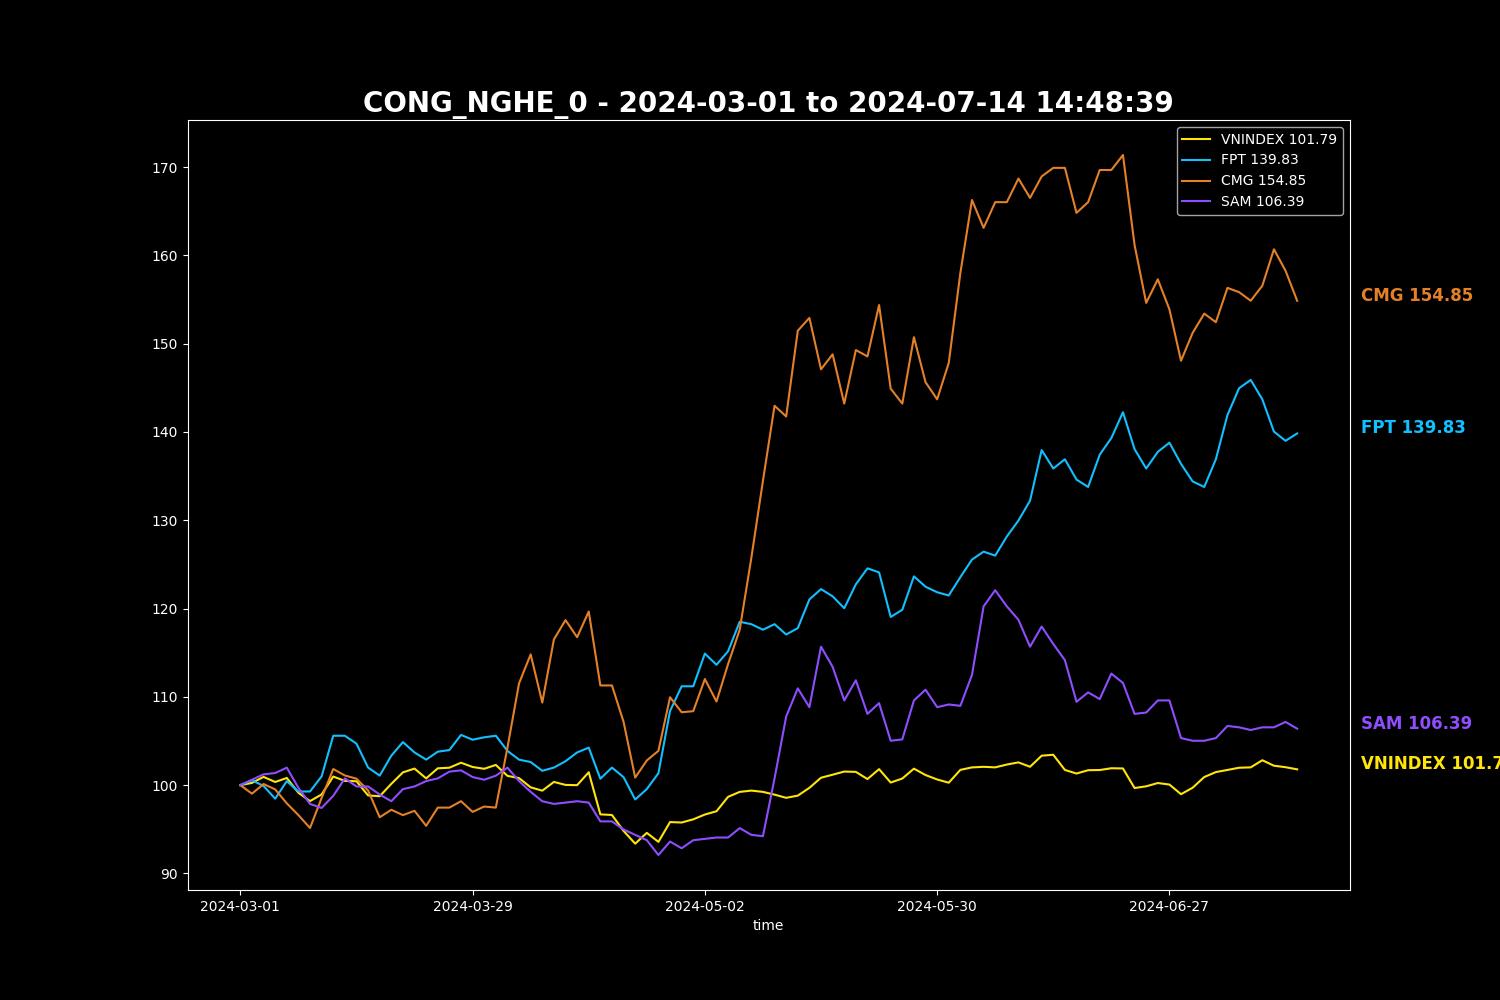 CONG_NGHE_0 - 2024-03-01 to 2024-07-14 14:48:39
VNINDEX 101.79
FPT 139.83
CMG 154.85
SAM 106.39
170
160
150
140
130
120
110
100
90
CMG 154.85
FPT 139.83
SAM 106.39
VNINDEX 101.7
2024-03-01
2024-03-29
2024-05-02
2024-05-30
2024-06-27
time